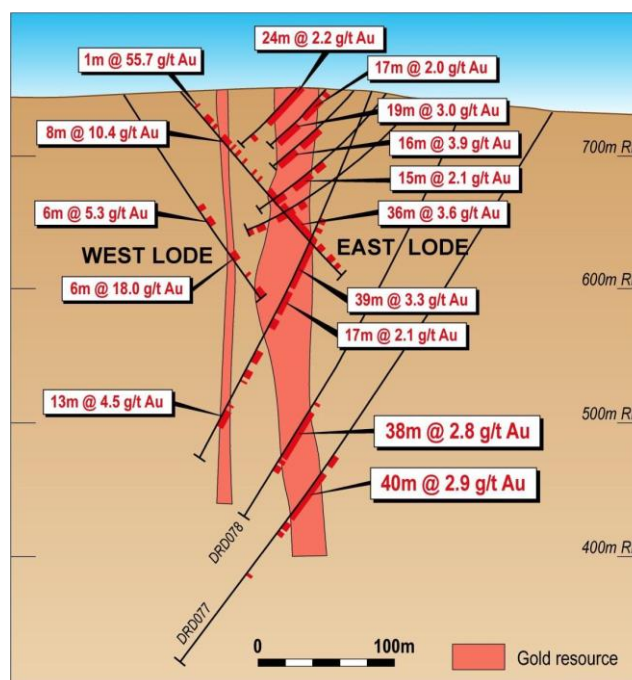 24m @ 2.2 g/t Au
1m @ 55.7 g/t Au
17m @ 2.0 g/t Au
19m @ 3.0 g/t Au
8m @ 10.4 g/t Au
16m @ 3.9 g/t Au
700m R
15m @ 2.1 g/t Au
6m @ 5.3 g/t Au
36m @ 3.6 g/t Au
WEST LODE
EAST LODE
6m @ 18.0 g/t Au
600m R
39m @ 3.3 g/t Au
17m @ 2.1 g/t Au
13m @ 4.5 g/t Au
500m R
38m @ 2.8 g/t Au
40m @ 2.9 g/t Au
DRD078
400m R
DRD077
0 100m
Gold resource